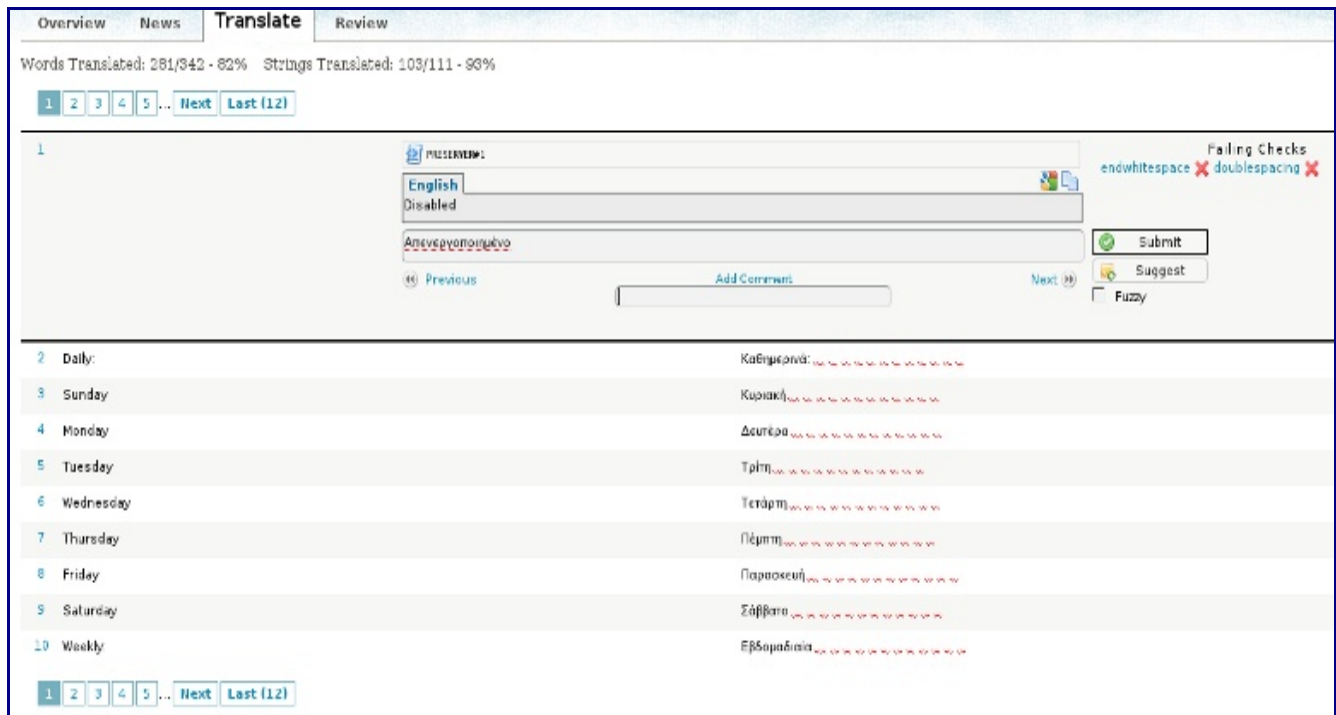 Overview News Translate Review
Words Translated: 281/342 - 82% Strings Translated: 103/111 - 93%
1 2 3 4 5 ... Next Last (12)
1
PRESERVER#1
Failing Checks
endwhitespace doublespacing
English
Disabled
Απενεργοποιημένο
Submit
Suggest
Previous Add Comment Next
Fuzzy
2 Daily: Καθημερινά:
3 Sunday Κυριακή
4 Monday Δευτέρα
5 Tuesday Τρίτη
6 Wednesday Τετάρτη
7 Thursday Πέμπτη
8 Friday Παρασκευή
9 Saturday Σάββατο
10 Weekly Εβδομαδιαία
1 2 3 4 5 ... Next Last (12)